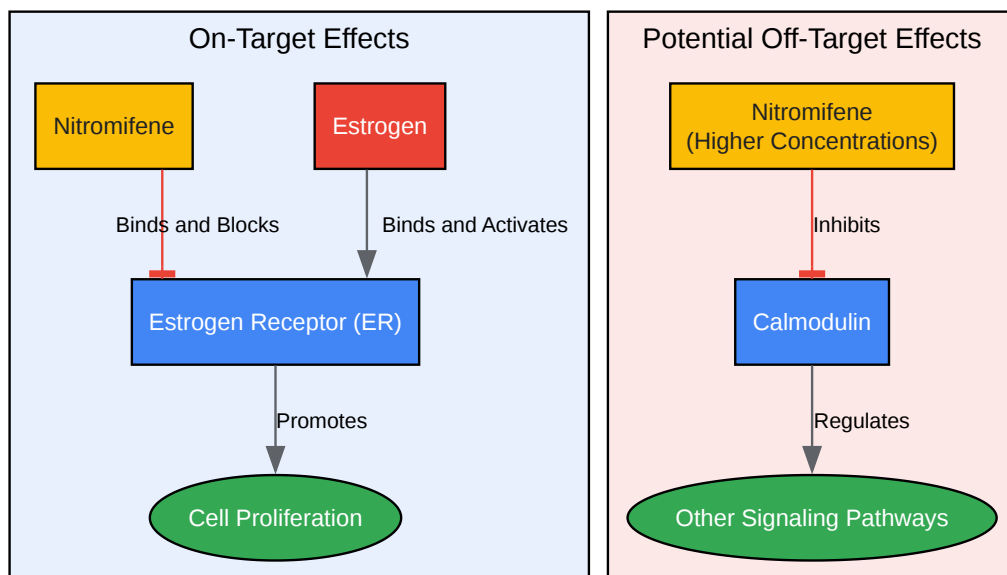 On-Target Effects
Nitromifene
Estrogen
Binds and Blocks
Binds and Activates
Estrogen Receptor (ER)
Promotes
Cell Proliferation
Potential Off-Target Effects
Nitromifene
(Higher Concentrations)
Inhibits
Calmodulin
Regulates
Other Signaling Pathways